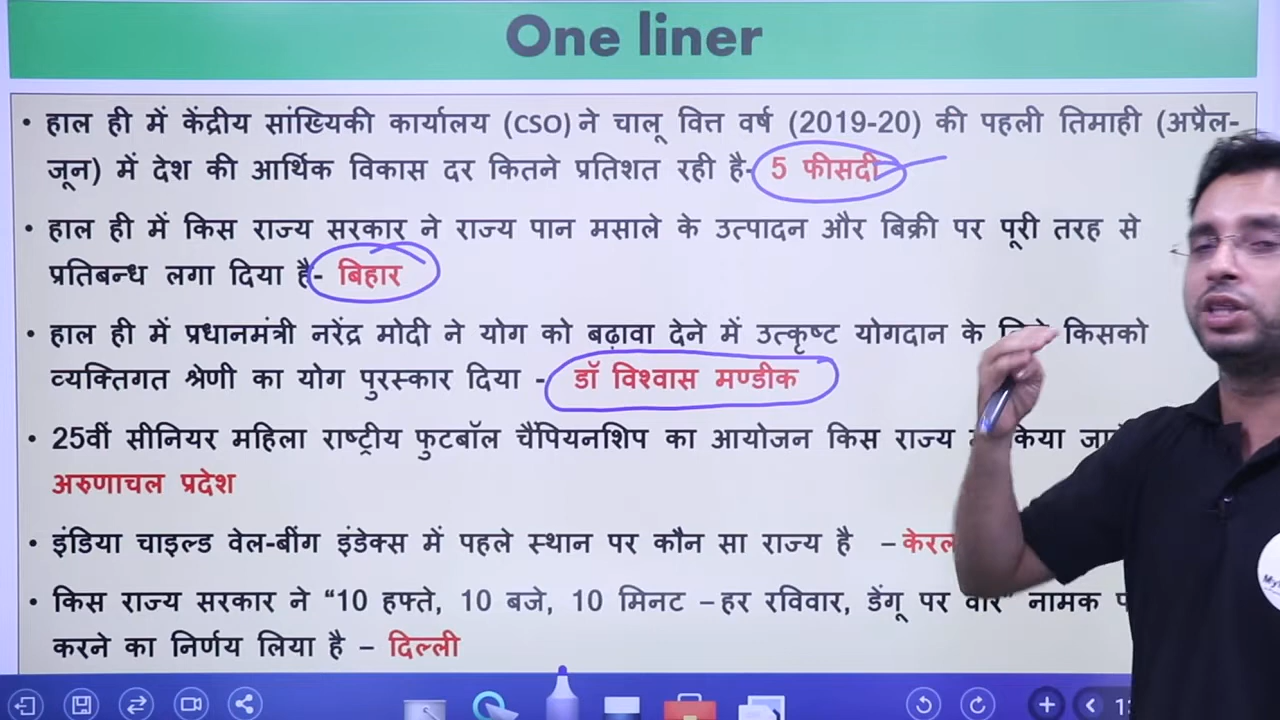 One liner
• हाल ही में केंद्रीय सांख्यिकी कार्यालय (CSO) ने चालू वित्त वर्ष (2019-20) की पहली तिमाही (अप्रैल-
जून) में देश की आर्थिक विकास दर कितने प्रतिशत रही है- 5 फीसदी
• हाल ही में किस राज्य सरकार ने राज्य पान मसाले के उत्पादन और बिक्री पर पूरी तरह से
प्रतिबन्ध लगा दिया है- बिहार
• हाल ही में प्रधानमंत्री नरेंद्र मोदी ने योग को बढ़ावा देने में उत्कृष्ट योगदान के किसको
व्यक्तिगत श्रेणी का योग पुरस्कार दिया - डॉ विश्वास मण्डीक
• 25वीं सीनियर महिला राष्ट्रीय फुटबॉल चैंपियनशिप का आयोजन किस राज्य किया
अरुणाचल प्रदेश
• इंडिया चाइल्ड वेल-बींग इंडेक्स में पहले स्थान पर कौन सा राज्य है – केरल
• किस राज्य सरकार ने “10 हफ्ते, 10 बजे, 10 मिनट – हर रविवार, डेंगू पर वार” नामक
करने का निर्णय लिया है – दिल्ली